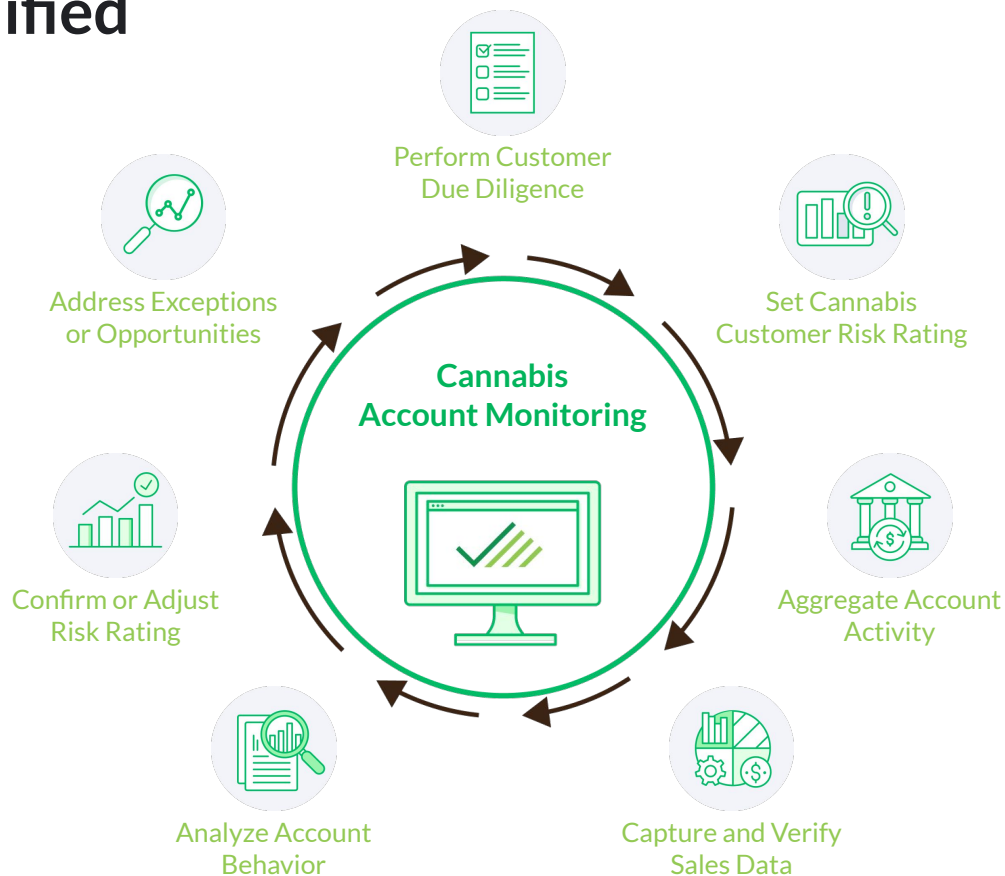 ified
Perform Customer
Due Diligence
Set Cannabis
Customer Risk Rating
Aggregate Account
Activity
Capture and Verify
Sales Data
Analyze Account
Behavior
Confirm or Adjust
Risk Rating
Address Exceptions
or Opportunities
Cannabis
Account Monitoring